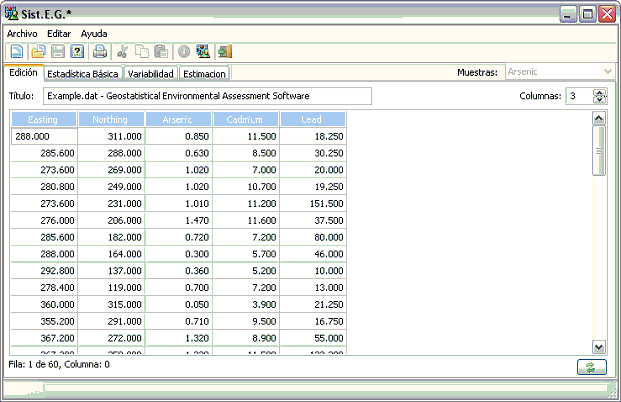 Sist.E.G.*
Archivo Editar Ayuda
Edición Estadística Básica Variabilidad Estimacion Muestras: Arsenic
Título: Example.dat - Geostatistical Environmental Assessment Software Columnas: 3
Easting Northing Arsenic Cadmium Lead
288.000 311.000 0.850 11.500 18.250
285.600 288.000 0.630 8.500 30.250
273.600 269.000 1.020 7.000 20.000
280.800 249.000 1.020 10.700 19.250
273.600 231.000 1.010 11.200 151.500
276.000 206.000 1.470 11.600 37.500
285.600 182.000 0.720 7.200 80.000
288.000 164.000 0.300 5.700 46.000
292.800 137.000 0.360 5.200 10.000
278.400 119.000 0.700 7.200 13.000
360.000 315.000 0.050 3.900 21.250
355.200 291.000 0.710 9.500 16.750
367.200 272.000 1.320 8.900 55.000
Fila: 1 de 60, Columna: 0